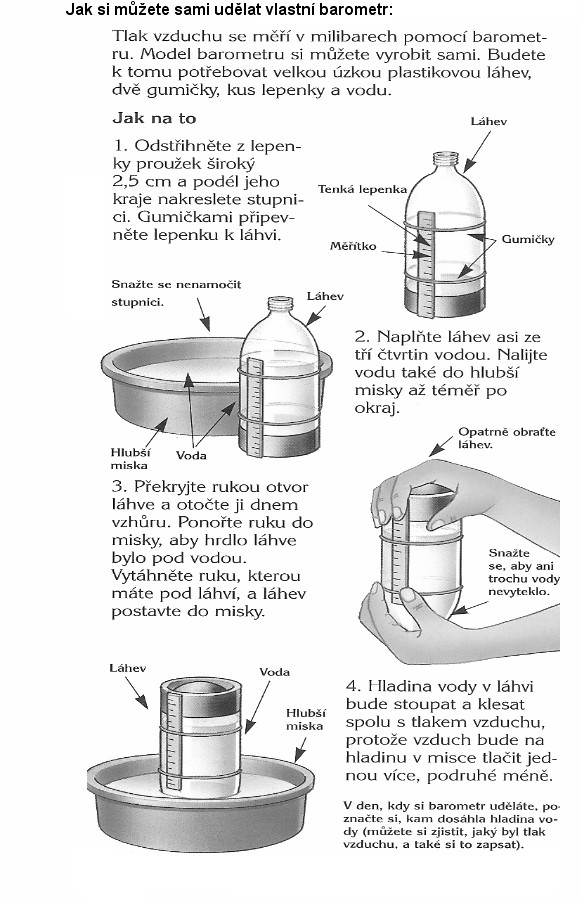 Jak si můžete sami udělat vlastní barometr:
Tlak vzduchu se měří v milibarech pomocí baromet-
ru. Model barometru si můžete vyrobit sami. Budete
k tomu potřebovat velkou úzkou plastikovou láhev,
dvě gumičky, kus lepenky a vodu.
Jak na to
1. Odstřihněte z lepen-
ky proužek široký
2,5 cm a podél jeho
kraje nakreslete stupni-
ci. Gumičkami připev-
něte lepenku k láhvi.
Láhev
Tenká lepenka
Měřítko
Gumičky
Snažte se nenamočit
stupnici.
Láhev
Hlubší
miska
Voda
2. Naplňte láhev asi ze
tří čtvrtin vodou. Nalijte
vodu také do hlubší
misky až téměř po
okraj.
3. Překryjte rukou otvor
láhve a otočte ji dnem
vzhůru. Ponořte ruku do
misky, aby hrdlo láhve
bylo pod vodou.
Vytáhněte ruku, kterou
máte pod láhví, a láhev
postavte do misky.
Opatrně obraťte
láhev.
Snažte
se, aby ani
trochu vody
nevyteklo.
Láhev
Voda
Hlubší
miska
4. Hladina vody v láhvi
bude stoupat a klesat
spolu s tlakem vzduchu,
protože vzduch bude na
hladinu v misce tlačit jed-
nou více, podruhé méně.
V den, kdy si barometr uděláte, po-
značte si, kam dosáhla hladina vo-
dy (můžete si zjistit, jaký byl tlak
vzduchu, a také si to zapsat).